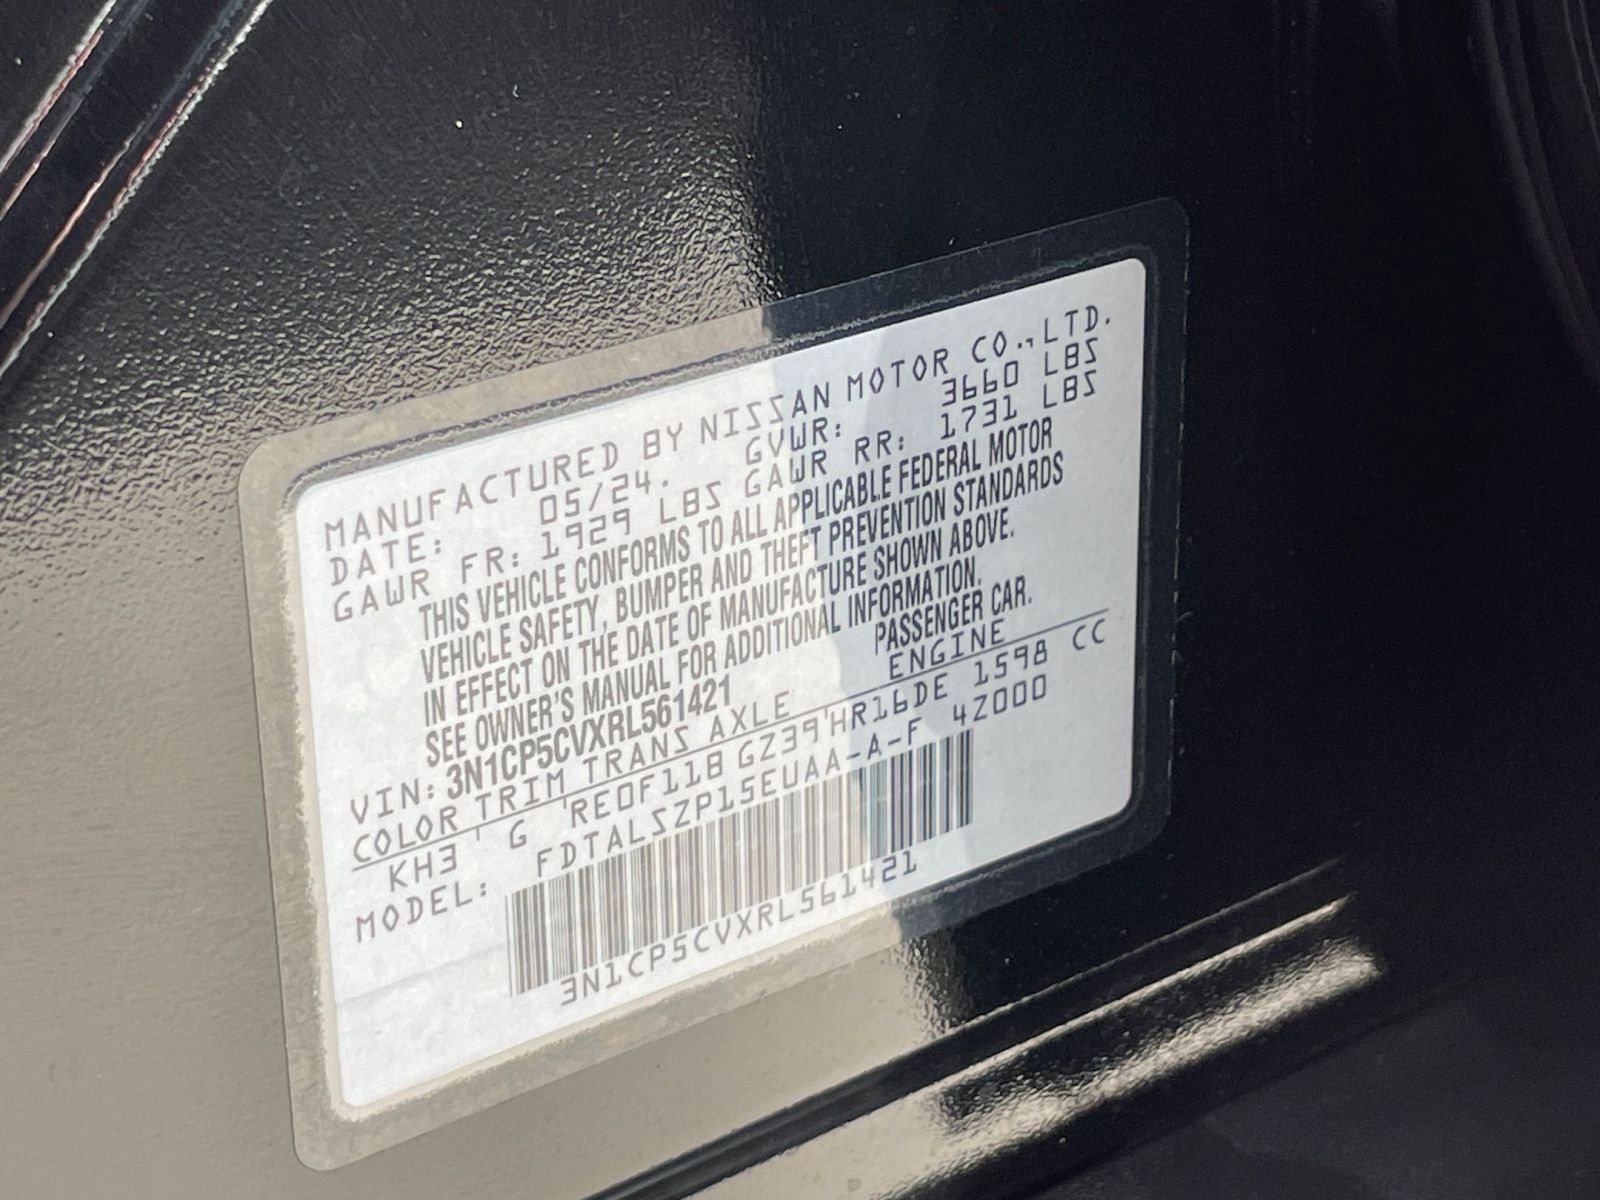 MANUFACTURED BY NISSAN MOTOR CO.,LTD.
DATE: 05/24. GVWR: 3660 LBS
GAWR FR: 1929 LBS GAWR RR: 1731 LBS
THIS VEHICLE CONFORMS TO ALL APPLICABLE FEDERAL MOTOR
VEHICLE SAFETY, BUMPER AND THEFT PREVENTION STANDARDS
IN EFFECT ON THE DATE OF MANUFACTURE SHOWN ABOVE.
SEE OWNER'S MANUAL FOR ADDITIONAL INFORMATION.
VIN: 3N1CP5CVXRL561421 PASSENGER CAR.
COLOR TRIM TRANS AXLE ENGINE
KH3 G RE0F11B GZ39 HR16DE 1598 CC
MODEL: FDTALSZP15EUAA-A-F 4Z000
3N1CP5CVXRL561421